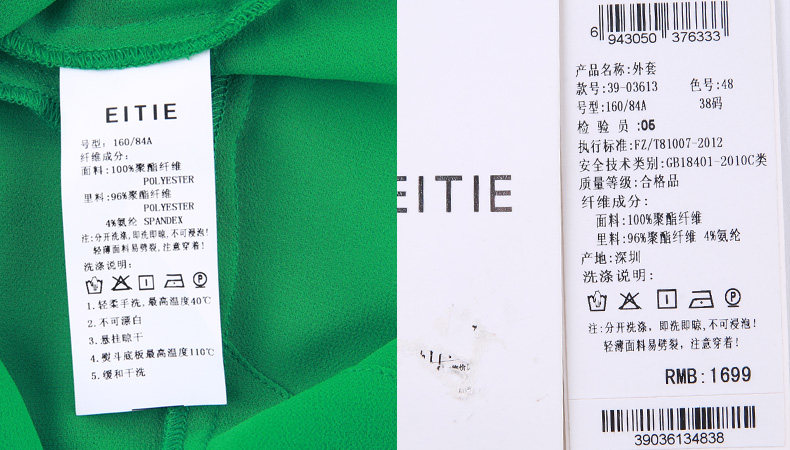 EITIE
号型: 160/84A
纤维成分:
面料: 100%聚酯纤维
POLYESTER
里料: 96%聚酯纤维
POLYESTER
4%氨纶 SPANDEX
注:分开洗涤,即洗即晾,不可浸泡!
轻薄面料易劈裂,注意穿着!
洗涤说明:
1.轻柔手洗,最高温度40℃
2.不可漂白
3.悬挂晾干
4.熨斗底板最高温度110℃
5.缓和干洗
EITIE
6 943050 376333
产品名称:外套
款号:39-03613 色号:48
号型:160/84A 38码
检验员:05
执行标准:FZ/T81007-2012
安全技术类别:GB18401-2010C类
质量等级:合格品
纤维成分:
面料:100%聚酯纤维
里料:96%聚酯纤维 4%氨纶
产地:深圳
洗涤说明:
注:分开洗涤,即洗即晾,不可浸泡!
轻薄面料易劈裂,注意穿着!
RMB:1699
39036134838